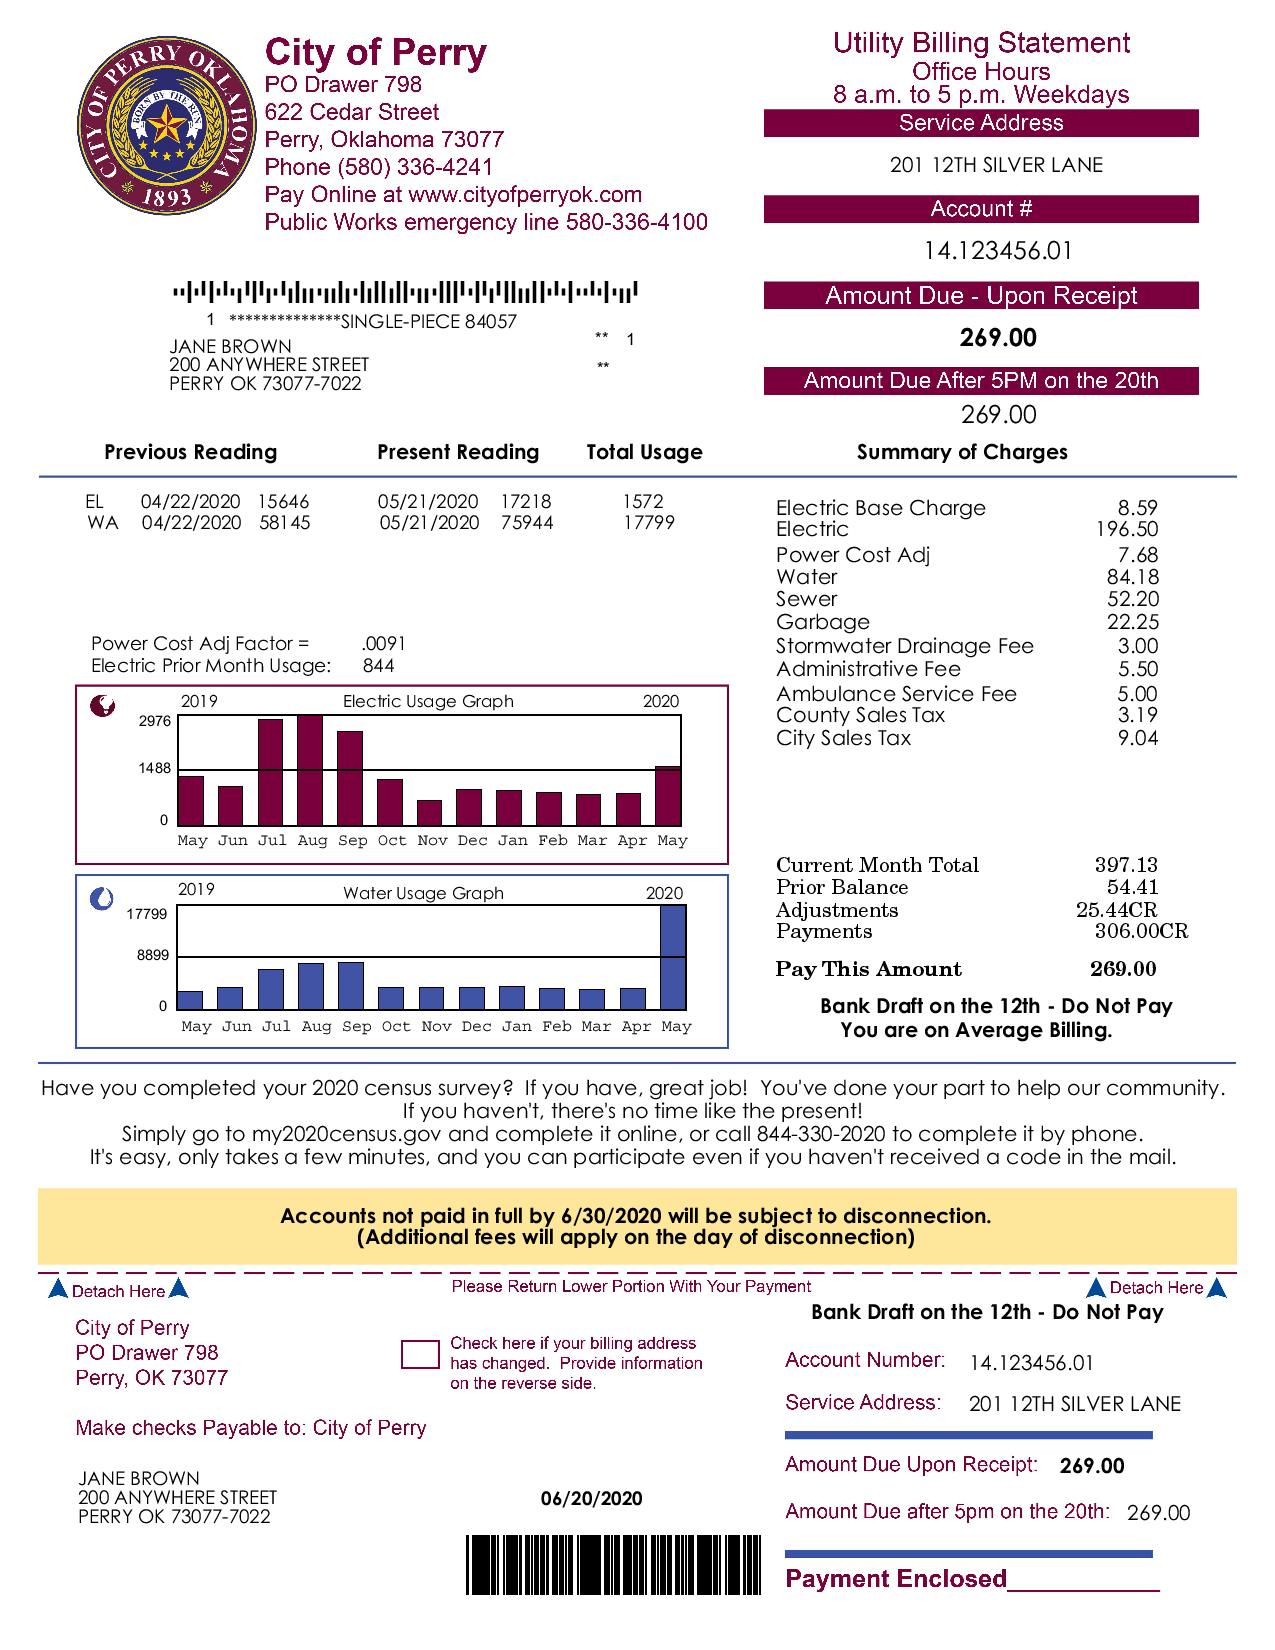 CITY OF PERRY OKLAHOMA
BORN BY THE RUN
1893
City of Perry
PO Drawer 798
622 Cedar Street
Perry, Oklahoma 73077
Phone (580) 336-4241
Pay Online at www.cityofperryok.com
Public Works emergency line 580-336-4100
Utility Billing Statement
Office Hours
8 a.m. to 5 p.m. Weekdays
Service Address
201 12TH SILVER LANE
Account #
14.123456.01
Amount Due - Upon Receipt
269.00
Amount Due After 5PM on the 20th
269.00
1 **************SINGLE-PIECE 84057
** 1
**
JANE BROWN
200 ANYWHERE STREET
PERRY OK 73077-7022
Previous Reading Present Reading Total Usage
EL 04/22/2020 15646 05/21/2020 17218 1572
WA 04/22/2020 58145 05/21/2020 75944 17799
Power Cost Adj Factor = .0091
Electric Prior Month Usage: 844
2019 Electric Usage Graph 2020
2976
1488
0
May Jun Jul Aug Sep Oct Nov Dec Jan Feb Mar Apr May
2019 Water Usage Graph 2020
17799
8899
0
May Jun Jul Aug Sep Oct Nov Dec Jan Feb Mar Apr May
Summary of Charges
Electric Base Charge 8.59
Electric 196.50
Power Cost Adj 7.68
Water 84.18
Sewer 52.20
Garbage 22.25
Stormwater Drainage Fee 3.00
Administrative Fee 5.50
Ambulance Service Fee 5.00
County Sales Tax 3.19
City Sales Tax 9.04
Current Month Total 397.13
Prior Balance 54.41
Adjustments 25.44CR
Payments 306.00CR
Pay This Amount 269.00
Bank Draft on the 12th - Do Not Pay
You are on Average Billing.
Have you completed your 2020 census survey? If you have, great job! You've done your part to help our community.
If you haven't, there's no time like the present!
Simply go to my2020census.gov and complete it online, or call 844-330-2020 to complete it by phone.
It's easy, only takes a few minutes, and you can participate even if you haven't received a code in the mail.
Accounts not paid in full by 6/30/2020 will be subject to disconnection.
(Additional fees will apply on the day of disconnection)
Detach Here Please Return Lower Portion With Your Payment Detach Here
City of Perry
PO Drawer 798
Perry, OK 73077
Check here if your billing address
has changed. Provide information
on the reverse side.
Make checks Payable to: City of Perry
JANE BROWN
200 ANYWHERE STREET
PERRY OK 73077-7022
06/20/2020
Bank Draft on the 12th - Do Not Pay
Account Number: 14.123456.01
Service Address: 201 12TH SILVER LANE
Amount Due Upon Receipt: 269.00
Amount Due after 5pm on the 20th: 269.00
Payment Enclosed____________